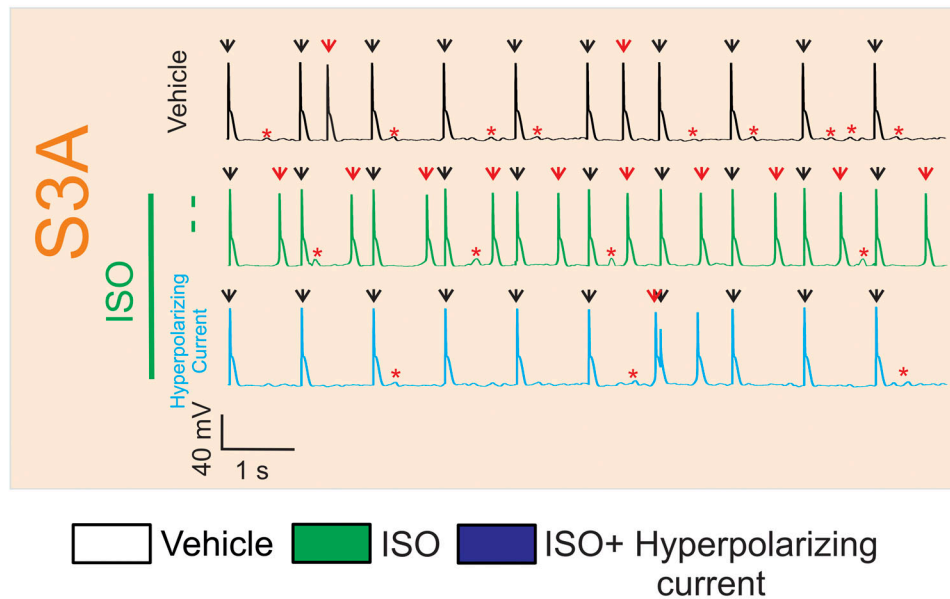 S3A
Vehicle
* * * * * * * * *
ISO
- -
* * * *
Hyperpolarizing
Current
* * *
40 mV
1 s
Vehicle
ISO
ISO+ Hyperpolarizing
current